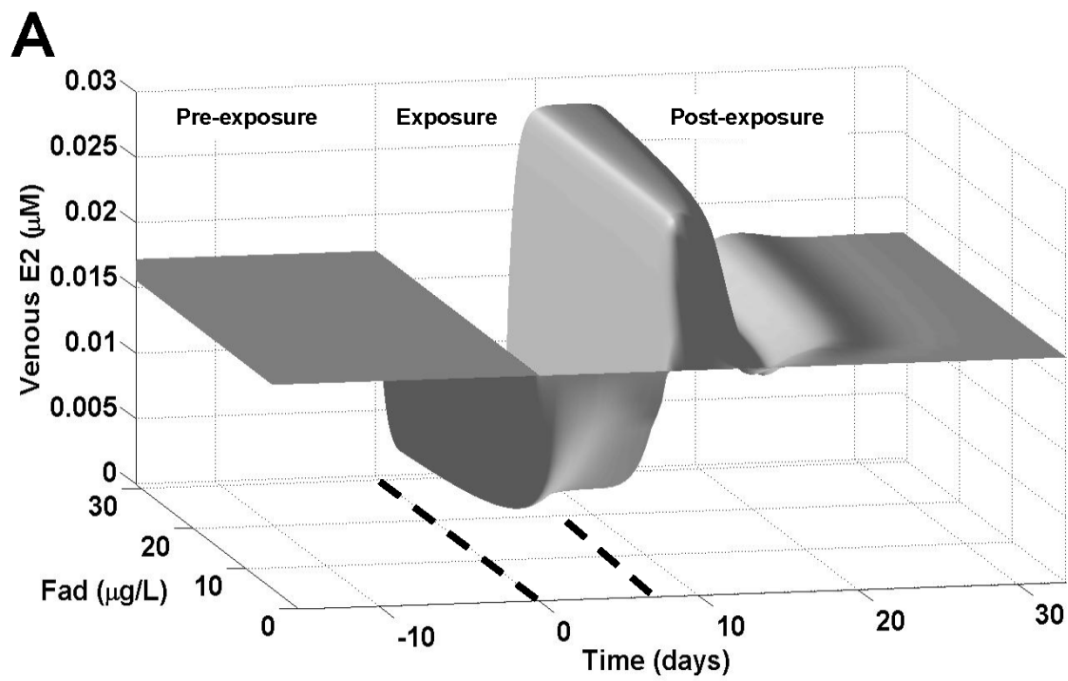 A
0.03
0.025
0.02
0.015
0.01
0.005
0
Venous E2 (μM)
Pre-exposure
Exposure
Post-exposure
30
20
10
0
Fad (μg/L)
-10
0
10
20
30
Time (days)